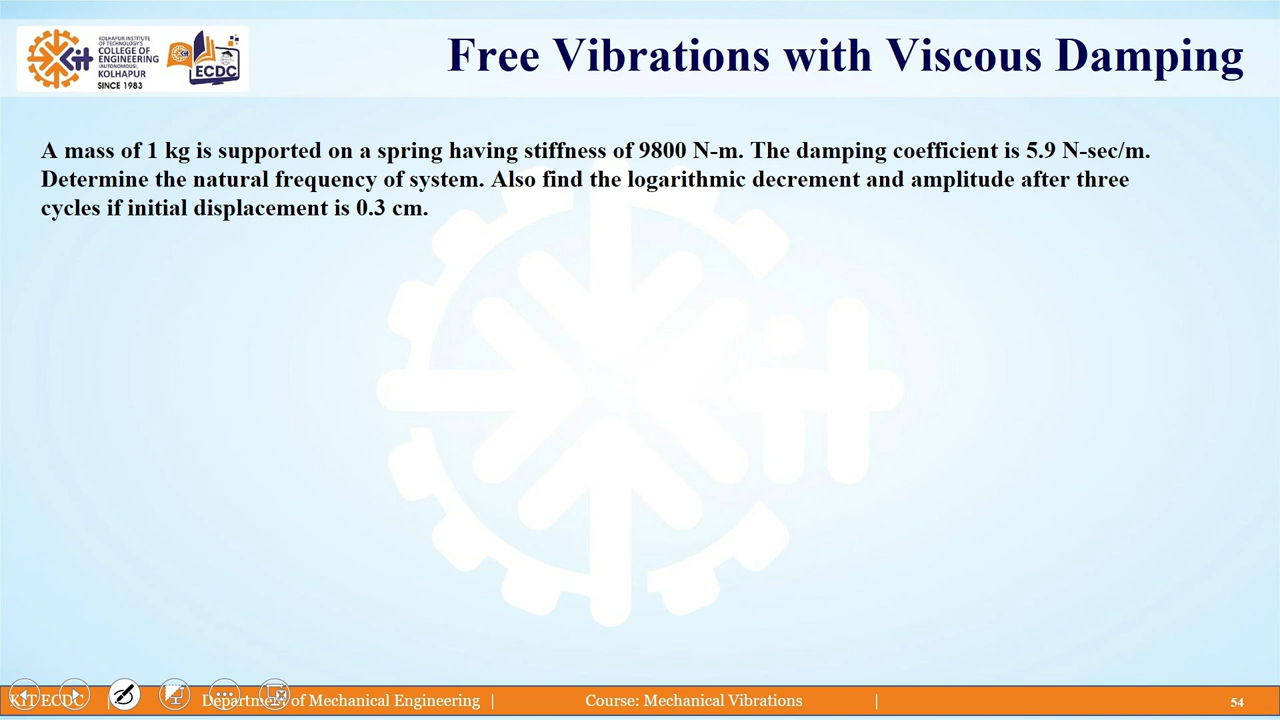 KOLHAPUR INSTITUTE
OF TECHNOLOGY'S
COLLEGE OF
ENGINEERING
(AUTONOMOUS),
KOLHAPUR
SINCE 1983
Kit
ECDC
Free Vibrations with Viscous Damping
A mass of 1 kg is supported on a spring having stiffness of 9800 N-m. The damping coefficient is 5.9 N-sec/m.
Determine the natural frequency of system. Also find the logarithmic decrement and amplitude after three
cycles if initial displacement is 0.3 cm.
KIT ECDC | Department of Mechanical Engineering | Course: Mechanical Vibrations | 54